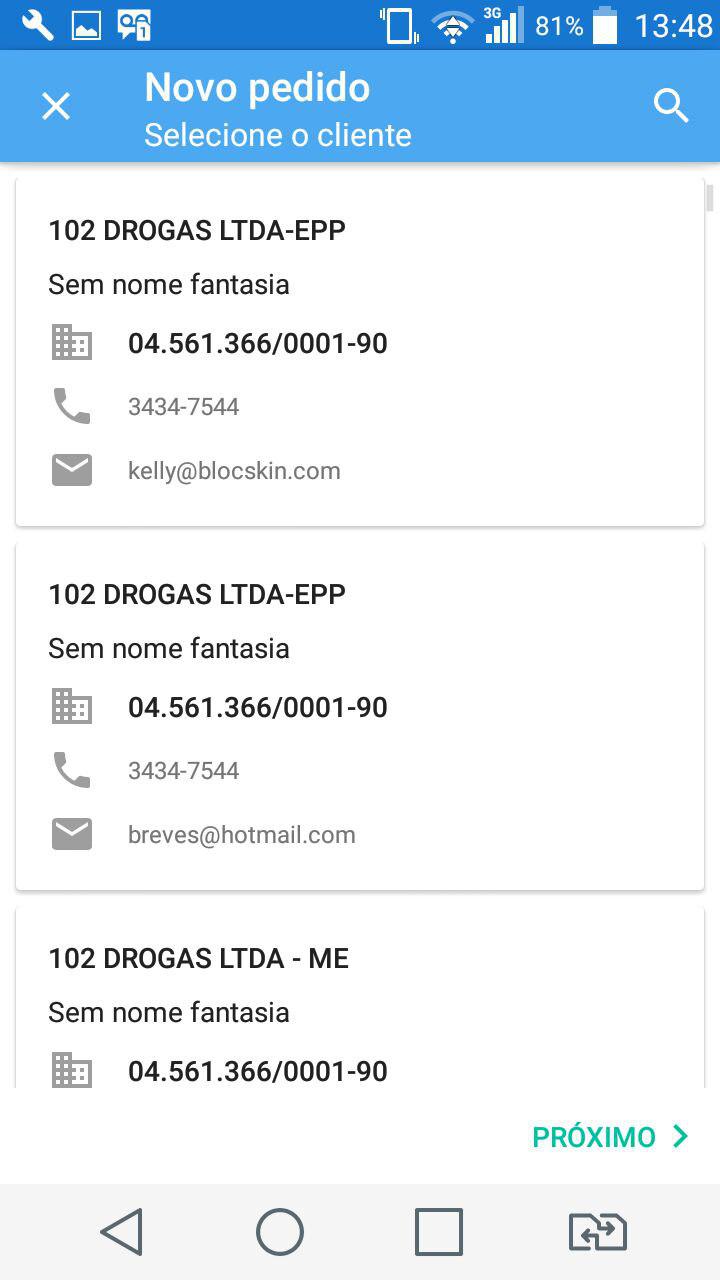 3G 81% 13:48
Novo pedido
Selecione o cliente
102 DROGAS LTDA-EPP
Sem nome fantasia
04.561.366/0001-90
3434-7544
kelly@blocskin.com
102 DROGAS LTDA-EPP
Sem nome fantasia
04.561.366/0001-90
3434-7544
breves@hotmail.com
102 DROGAS LTDA - ME
Sem nome fantasia
04.561.366/0001-90
PRÓXIMO